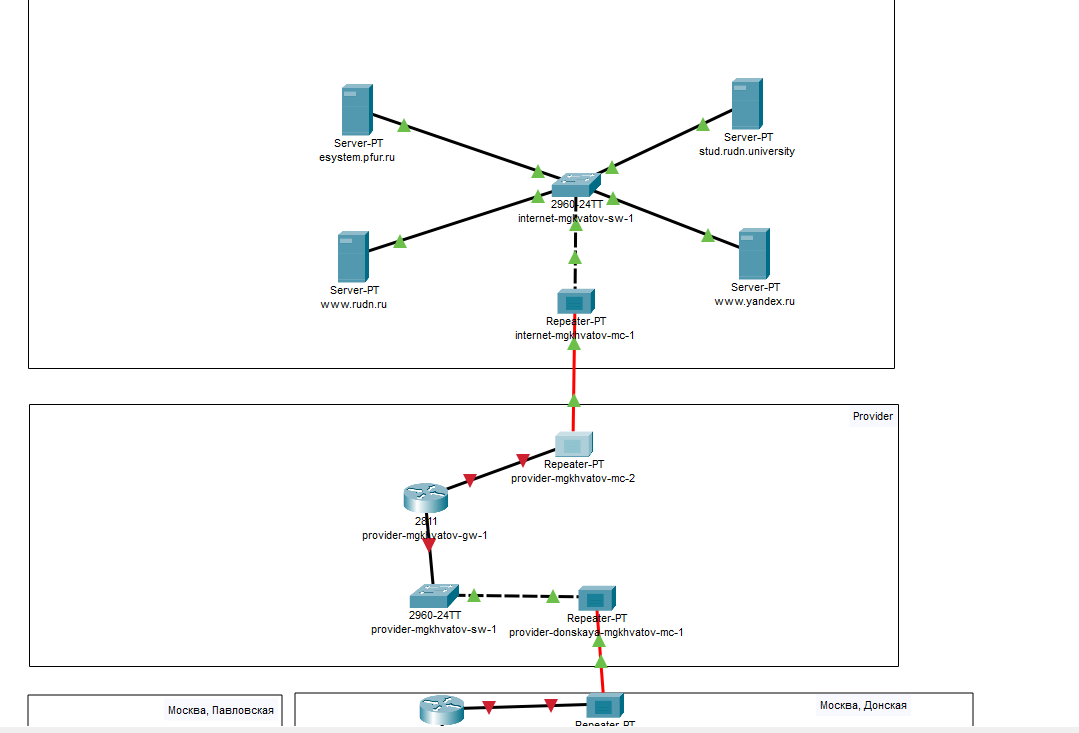 Server-PT
esystem.pfur.ru
Server-PT
stud.rudn.university
2960-24TT
internet-mgkhvatov-sw-1
Server-PT
www.rudn.ru
Server-PT
www.yandex.ru
Repeater-PT
internet-mgkhvatov-mc-1
Provider
Repeater-PT
provider-mgkhvatov-mc-2
2811
provider-mgkhvatov-gw-1
2960-24TT
provider-mgkhvatov-sw-1
Repeater-PT
provider-donskaya-mgkhvatov-mc-1
Москва, Павловская
Москва, Донская
Repeater-PT